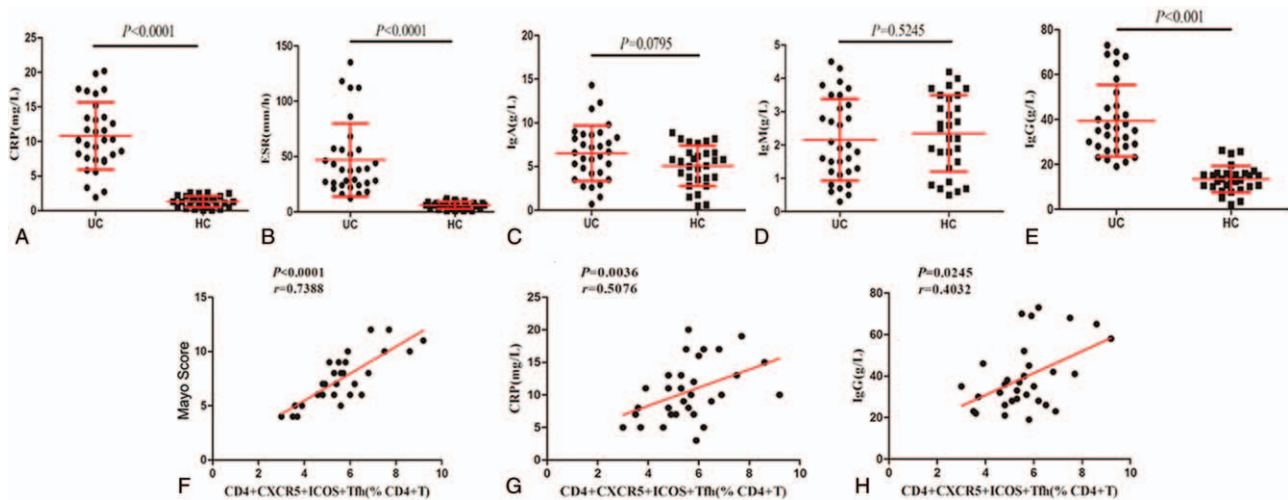 P<0.0001
CRP(mg/L)
25
20
15
10
5
0
UC
HC
A
P<0.0001
ESR(mm/h)
150
100
50
0
UC
HC
B
P=0.0795
IgA(g/L)
20
15
10
5
0
UC
HC
C
P=0.5245
IgM(g/L)
5
4
3
2
1
0
UC
HC
D
P<0.001
IgG(g/L)
80
60
40
20
0
UC
HC
E
P<0.0001
r=0.7388
Mayo Score
15
10
5
0
0 2 4 6 8 10
F
CD4+CXCR5+ICOS+Tfh(% CD4+T)
P=0.0036
r=0.5076
CRP(mg/L)
25
20
15
10
5
0
0 2 4 6 8 10
G
CD4+CXCR5+ICOS+Tfh(% CD4+T)
P=0.0245
r=0.4032
IgG(g/L)
80
60
40
20
0
0 2 4 6 8 10
H
CD4+CXCR5+ICOS+Tfh(% CD4+T)